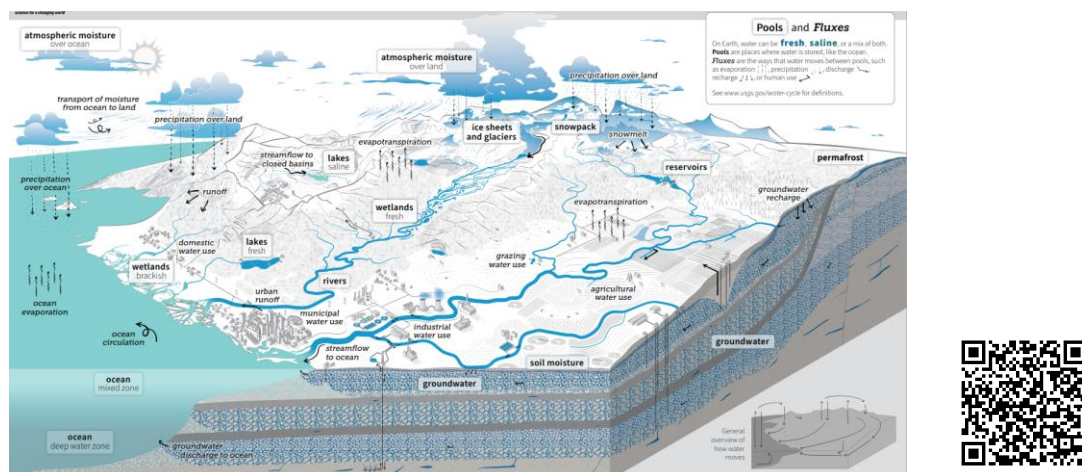 science for a changing world
atmospheric moisture
over ocean
atmospheric moisture
over land
Pools and Fluxes
On Earth, water can be fresh, saline, or a mix of both.
Pools are places where water is stored, like the ocean.
Fluxes are the ways that water moves between pools, such
as evaporation, precipitation, discharge
recharge, or human use
See www.usgs.gov/water-cycle for definitions.
precipitation over land
transport of moisture
from ocean to land
precipitation over land
ice sheets
and glaciers
snowpack
snowmelt
evapotranspiration
streamflow to
closed basins
lakes
saline
permafrost
reservoirs
precipitation
over ocean
runoff
groundwater
recharge
wetlands
fresh
evapotranspiration
domestic
water use
lakes
fresh
wetlands
brackish
grazing
water use
rivers
urban
runoff
agricultural
water use
ocean
evaporation
municipal
water use
industrial
water use
ocean
circulation
streamflow
to ocean
groundwater
soil moisture
ocean
mixed zone
groundwater
ocean
deep water zone
groundwater
discharge to ocean
General
overview of
how water
moves